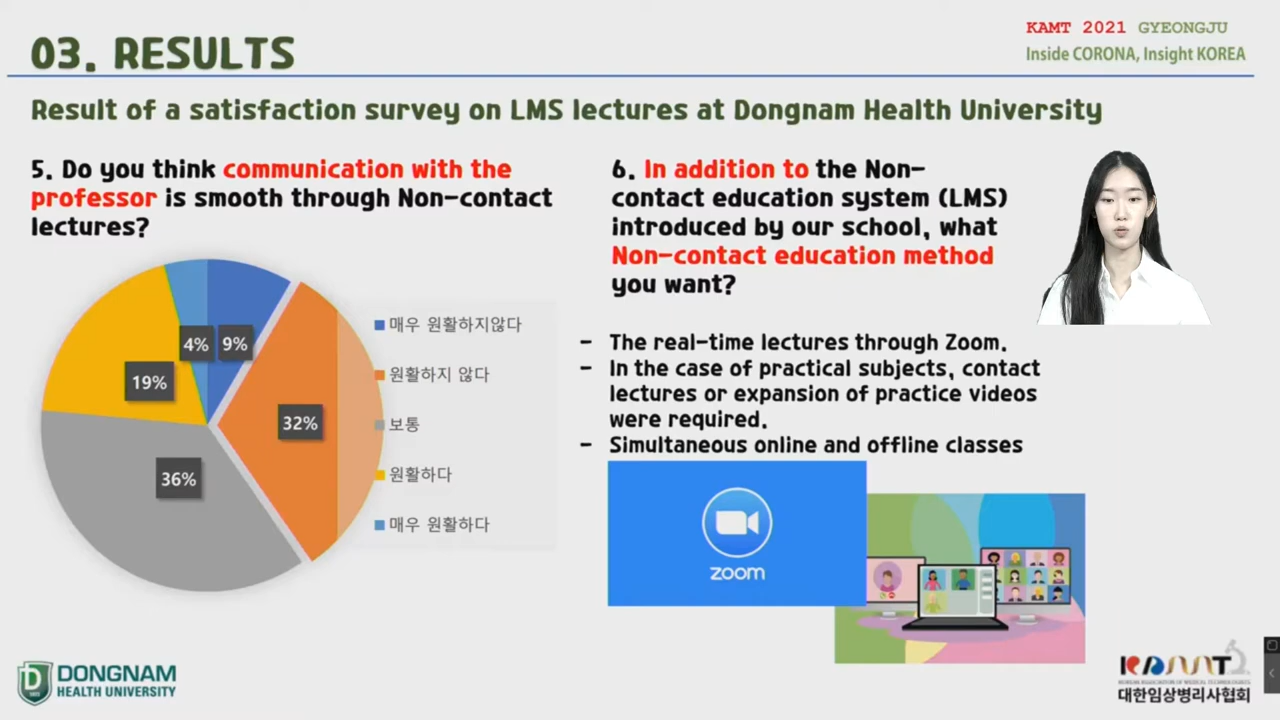 03. RESULTS
KAMT 2021 GYEONGJU
Inside CORONA, Insight KOREA
Result of a satisfaction survey on LMS lectures at Dongnam Health University
5. Do you think communication with the
professor is smooth through Non-contact
lectures?
4%
9%
19%
32%
36%
매우 원활하지않다
원활하지 않다
보통
원활하다
매우 원활하다
6. In addition to the Non-
contact education system (LMS)
introduced by our school, what
Non-contact education method
you want?
- The real-time lectures through Zoom.
- In the case of practical subjects, contact
lectures or expansion of practice videos
were required.
- Simultaneous online and offline classes
zoom
DONGNAM
HEALTH UNIVERSITY
KAMT
KOREAN ASSOCIATION OF MEDICAL TECHNOLOGISTS
대한임상병리사협회